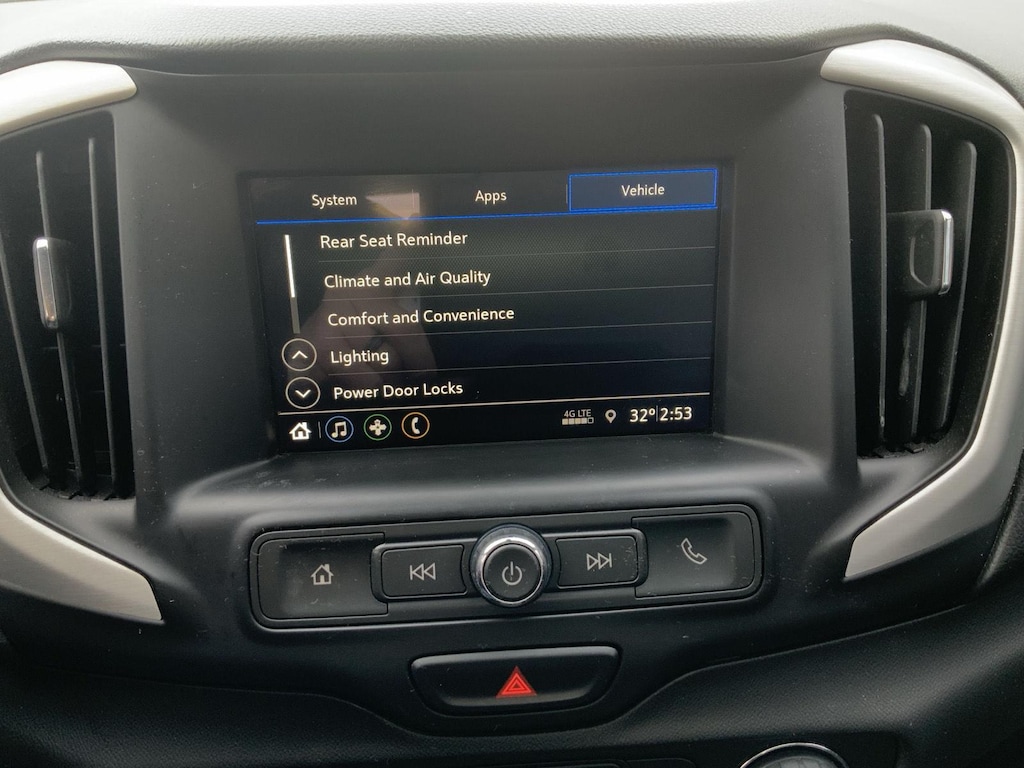 System Apps Vehicle
Rear Seat Reminder
Climate and Air Quality
Comfort and Convenience
Lighting
Power Door Locks
4G LTE 32° 2:53